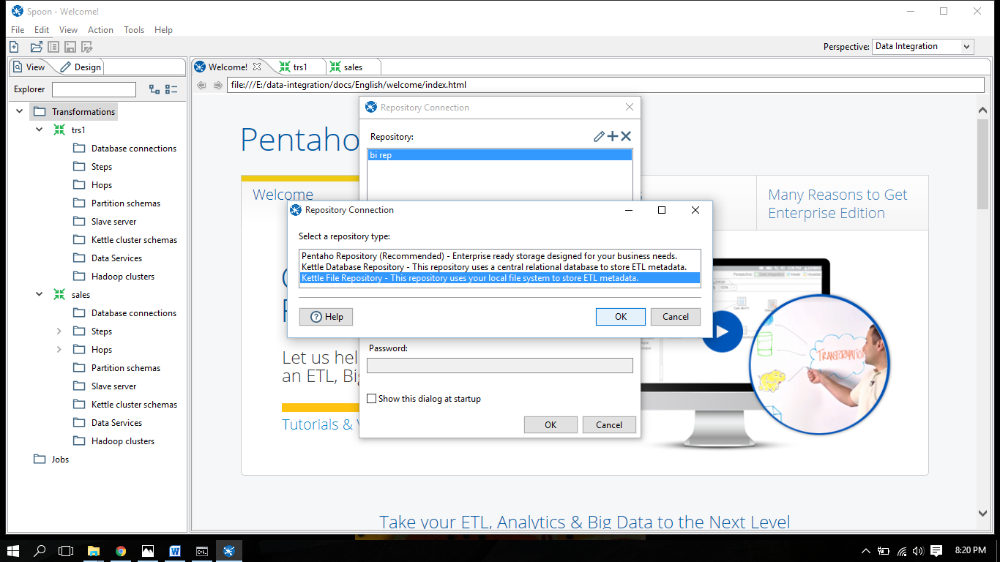 Spoon - Welcome!
File Edit View Action Tools Help
Perspective: Data Integration
View Design
Welcome! trs1 sales
Explorer
file:///E:/data-integration/docs/English/welcome/index.html
Transformations
trs1
Database connections
Steps
Hops
Partition schemas
Slave server
Kettle cluster schemas
Data Services
Hadoop clusters
sales
Database connections
Steps
Hops
Partition schemas
Slave server
Kettle cluster schemas
Data Services
Hadoop clusters
Jobs
Pentaho
Welcome
Many Reasons to Get
Enterprise Edition
Repository Connection
Repository:
bi rep
Repository Connection
Select a repository type:
Pentaho Repository (Recommended) - Enterprise ready storage designed for your business needs.
Kettle Database Repository - This repository uses a central relational database to store ETL metadata.
Kettle File Repository - This repository uses your local file system to store ETL metadata.
Help OK Cancel
Password:
Show this dialog at startup
OK Cancel
Let us hel
an ETL, Big
Tutorials &
TRANSFORMATION
Take your ETL, Analytics & Big Data to the Next Level
8:20 PM